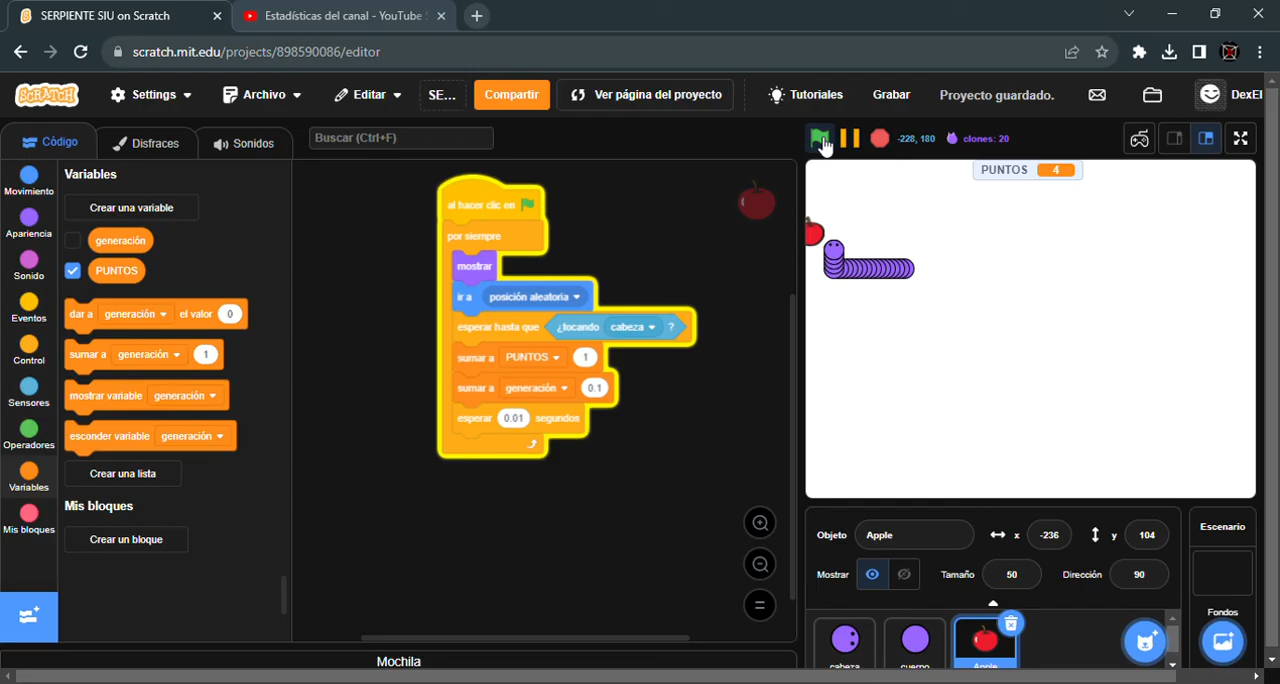 SERPIENTE SIU on Scratch
Estadísticas del canal - YouTube
scratch.mit.edu/projects/898590086/editor
SCRATCH
Settings
Archivo
Editar
SE...
Compartir
Ver página del proyecto
Tutoriales
Grabar
Proyecto guardado.
DexEl
Código
Disfraces
Sonidos
Buscar (Ctrl+F)
-228, 180
clones: 20
Movimiento
Apariencia
Sonido
Eventos
Control
Sensores
Operadores
Variables
Mis bloques
Variables
Crear una variable
generación
PUNTOS
dar a generación el valor 0
sumar a generación 1
mostrar variable generación
esconder variable generación
Crear una lista
Mis bloques
Crear un bloque
al hacer clic en
por siempre
mostrar
ir a posición aleatoria
esperar hasta que ¿tocando cabeza ?
sumar a PUNTOS 1
sumar a generación 0.1
esperar 0.01 segundos
Mochila
PUNTOS 4
Objeto Apple x -236 y 104
Mostrar Tamaño 50 Dirección 90
cabeza
cuerpo
Apple
Escenario
Fondos